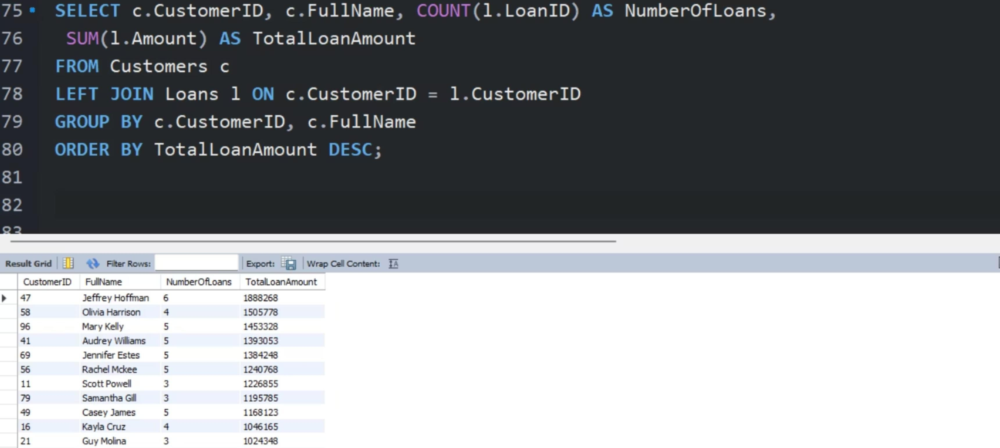 75 SELECT c.CustomerID, c.FullName, COUNT(l.LoanID) AS NumberOfLoans,
76 SUM(l.Amount) AS TotalLoanAmount
77 FROM Customers c
78 LEFT JOIN Loans l ON c.CustomerID = l.CustomerID
79 GROUP BY c.CustomerID, c.FullName
80 ORDER BY TotalLoanAmount DESC;
81
82
83
Result Grid Filter Rows: Export: Wrap Cell Content:
CustomerID FullName NumberOfLoans TotalLoanAmount
47 Jeffrey Hoffman 6 1888268
58 Olivia Harrison 4 1505778
96 Mary Kelly 5 1453328
41 Audrey Williams 5 1393053
69 Jennifer Estes 5 1384248
56 Rachel Mckee 5 1240768
11 Scott Powell 3 1226855
79 Samantha Gill 3 1195785
49 Casey James 5 1168123
16 Kayla Cruz 4 1046165
21 Guy Molina 3 1024348